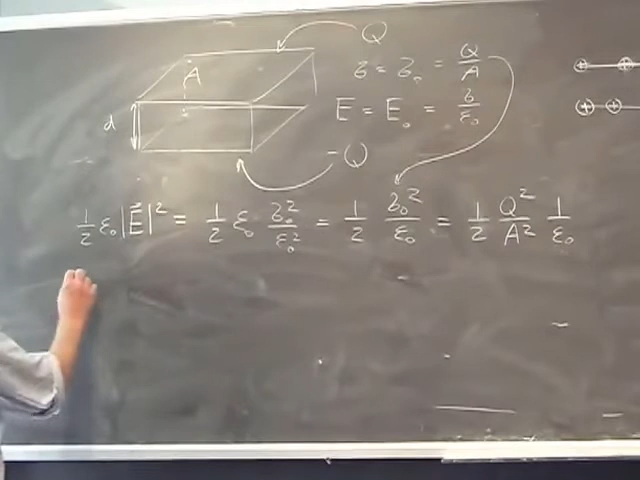 Q
A
d
-Q
σ = σ₀ = Q/A
E = E₀ = σ/ε₀
½ ε₀|E⃗|² = ½ ε₀ σ₀²/ε₀² = ½ σ₀²/ε₀ = ½ Q²/A² 1/ε₀
⊕ ⊕
⊕ ⊕